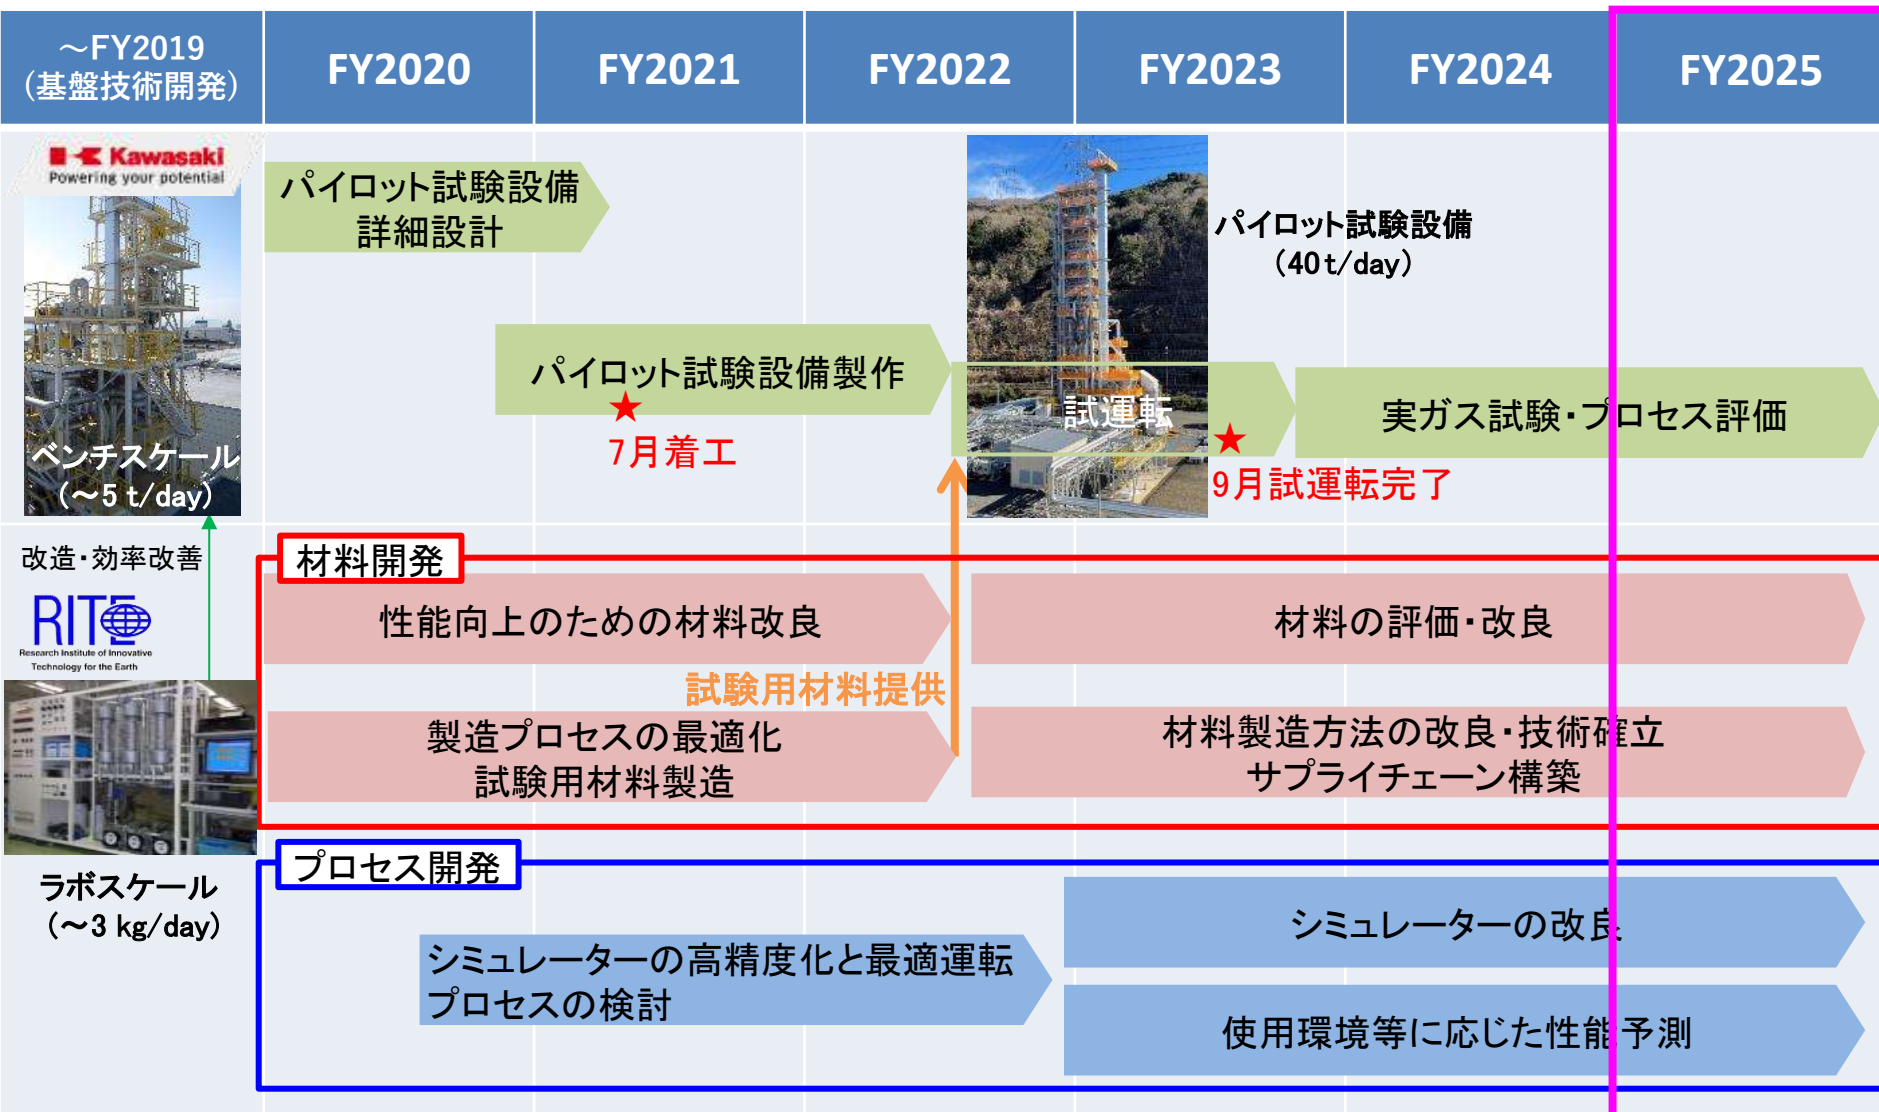 ～FY2019
(基盤技術開発)
FY2020
FY2021
FY2022
FY2023
FY2024
FY2025
Kawasaki
Powering your potential
パイロット試験設備
詳細設計
パイロット試験設備
(40t/day)
パイロット試験設備製作
★
7月着工
試運転
★
9月試運転完了
実ガス試験・プロセス評価
ベンチスケール
(～5 t/day)
改造・効率改善
RITE
Research Institute of Innovative
Technology for the Earth
材料開発
性能向上のための材料改良
材料の評価・改良
試験用材料提供
製造プロセスの最適化
試験用材料製造
材料製造方法の改良・技術確立
サプライチェーン構築
ラボスケール
(～3 kg/day)
プロセス開発
シミュレーターの高精度化と最適運転
プロセスの検討
シミュレーターの改良
使用環境等に応じた性能予測